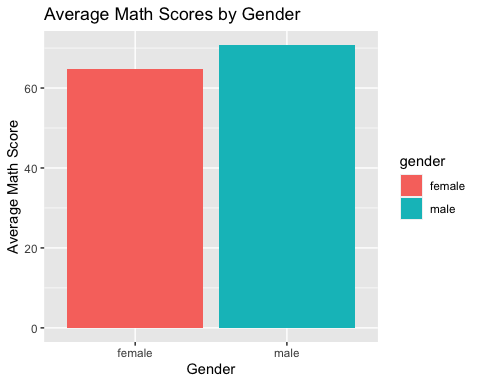 Average Math Scores by Gender
Average Math Score
60
40
20
0
female
male
Gender
gender
female
male